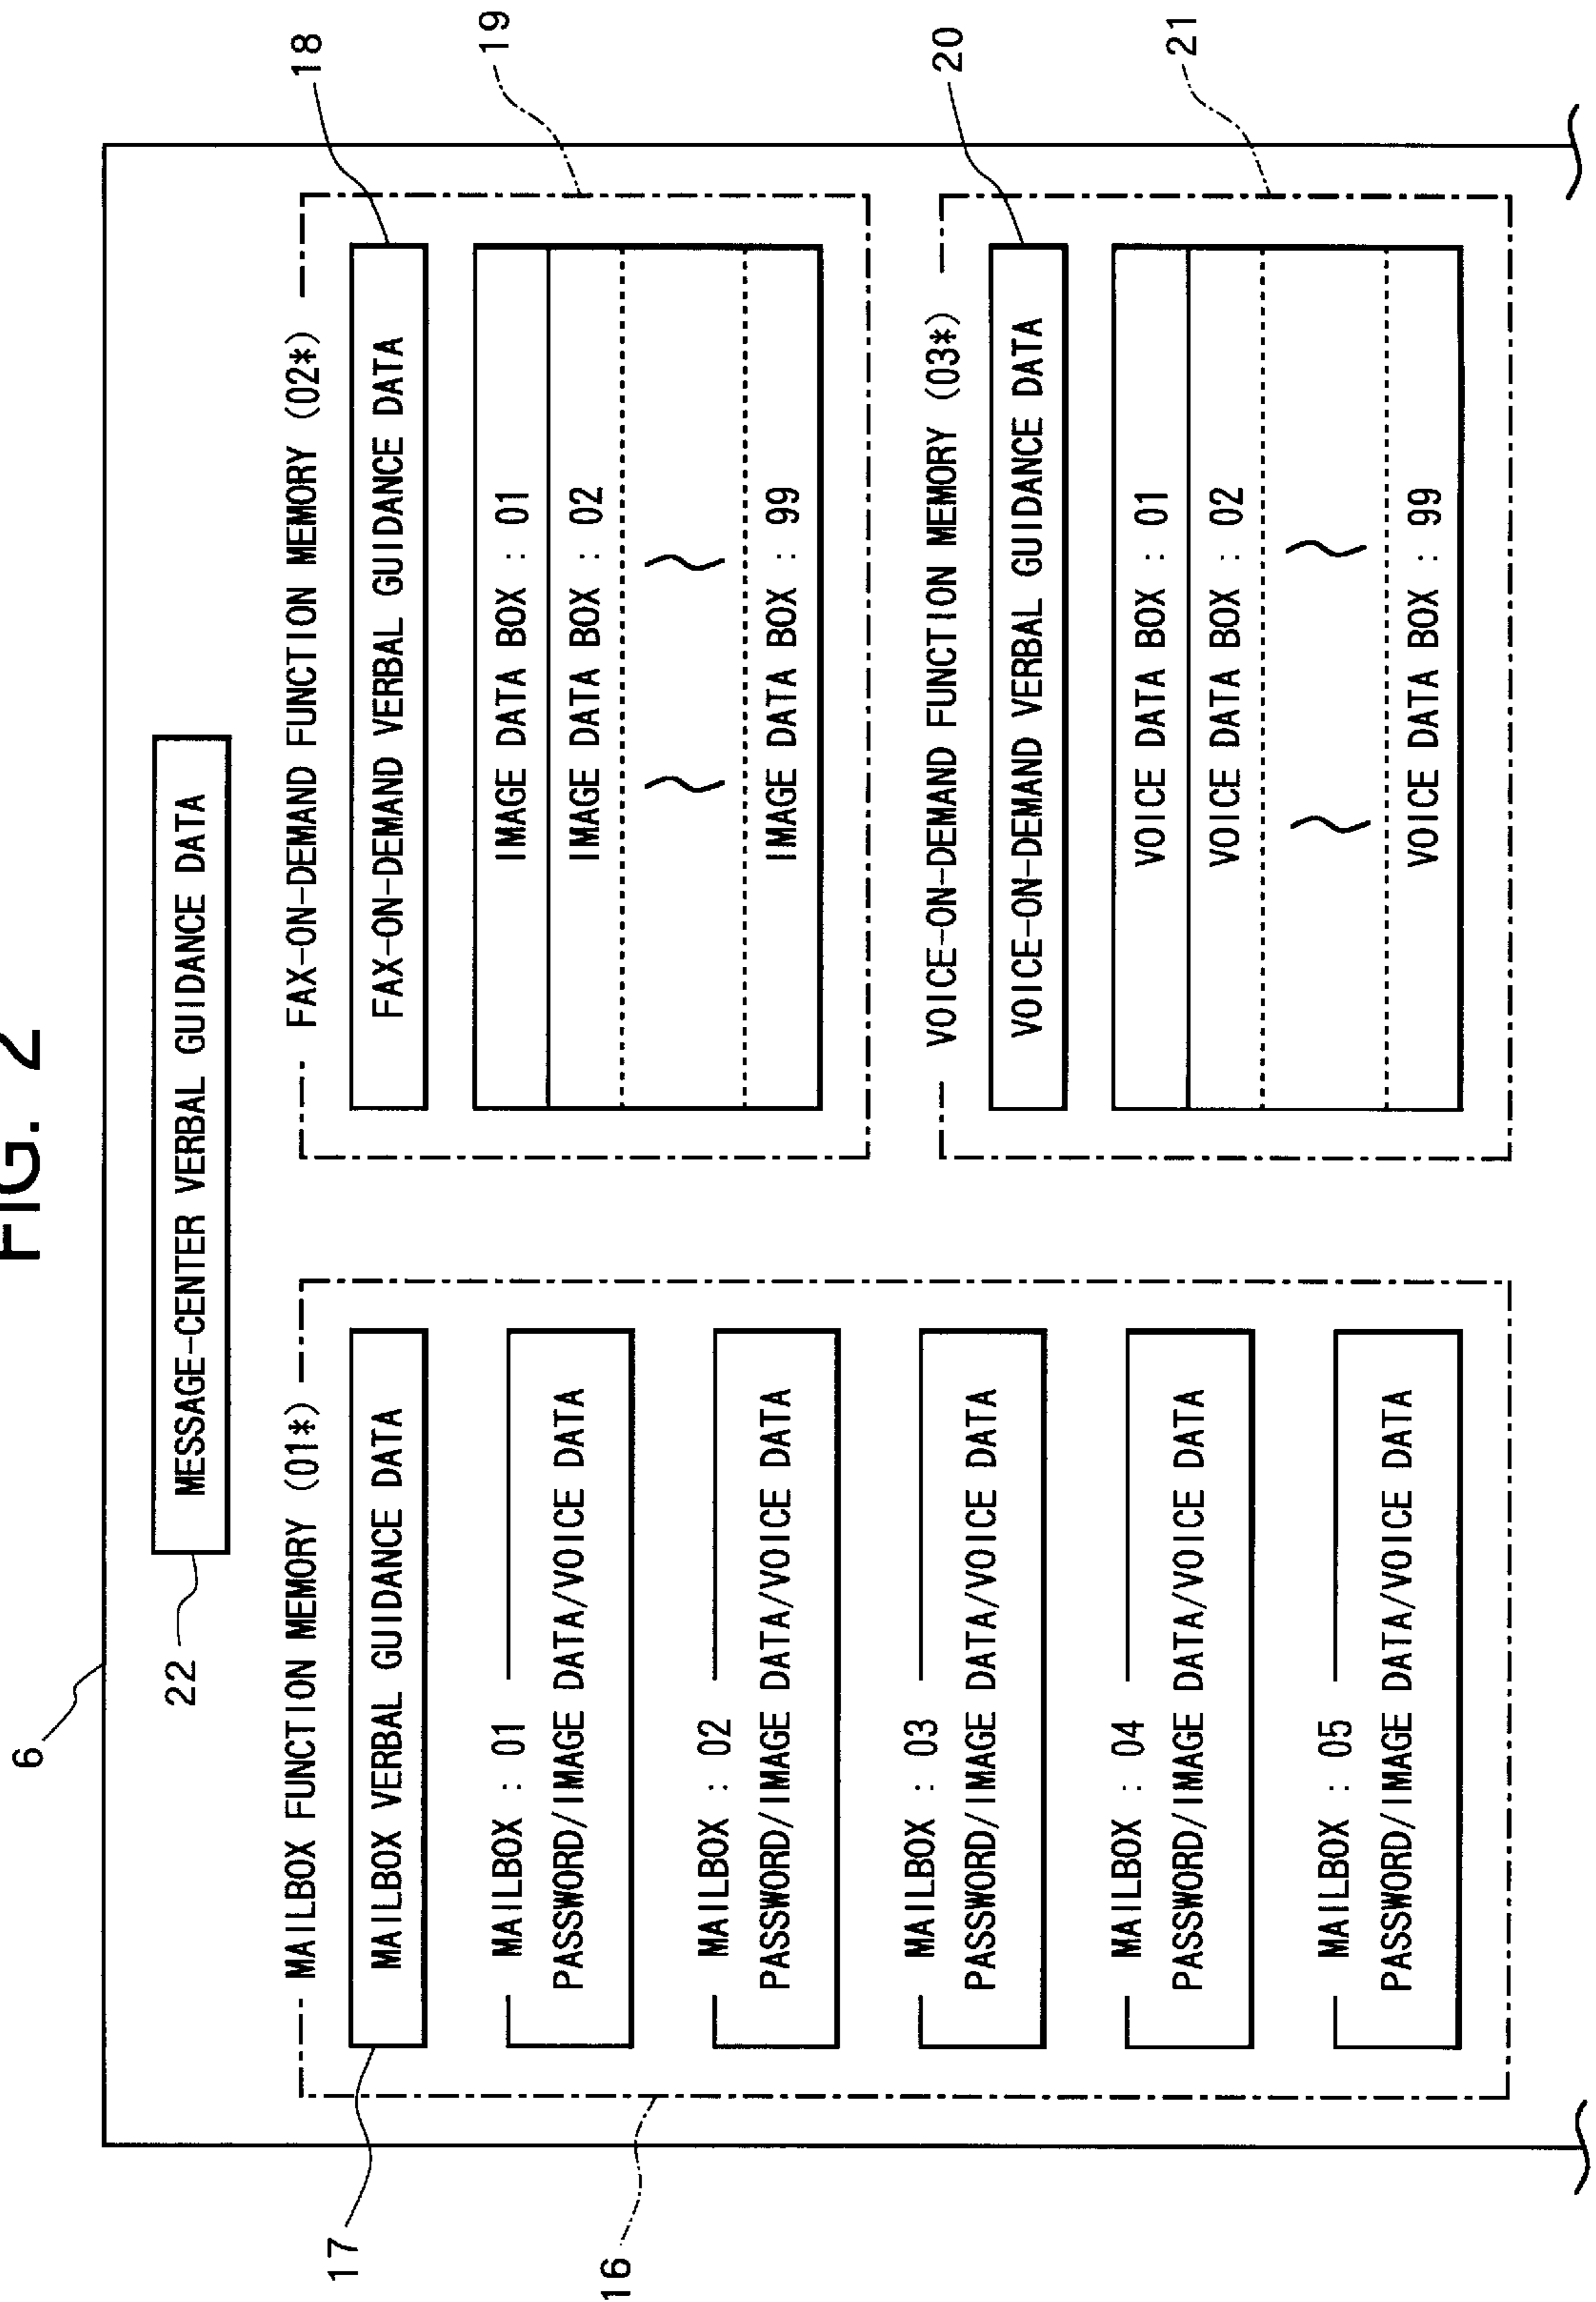 FIG. 2
6
22
MESSAGE-CENTER VERBAL GUIDANCE DATA
MAILBOX FUNCTION MEMORY (01*)
17
MAILBOX VERBAL GUIDANCE DATA
MAILBOX : 01
PASSWORD/IMAGE DATA/VOICE DATA
MAILBOX : 02
PASSWORD/IMAGE DATA/VOICE DATA
MAILBOX : 03
PASSWORD/IMAGE DATA/VOICE DATA
MAILBOX : 04
PASSWORD/IMAGE DATA/VOICE DATA
MAILBOX : 05
PASSWORD/IMAGE DATA/VOICE DATA
16
FAX-ON-DEMAND FUNCTION MEMORY (02*)
18
FAX-ON-DEMAND VERBAL GUIDANCE DATA
19
IMAGE DATA BOX : 01
IMAGE DATA BOX : 02
~ ~
IMAGE DATA BOX : 99
VOICE-ON-DEMAND FUNCTION MEMORY (03*)
20
VOICE-ON-DEMAND VERBAL GUIDANCE DATA
21
VOICE DATA BOX : 01
VOICE DATA BOX : 02
~ ~
VOICE DATA BOX : 99